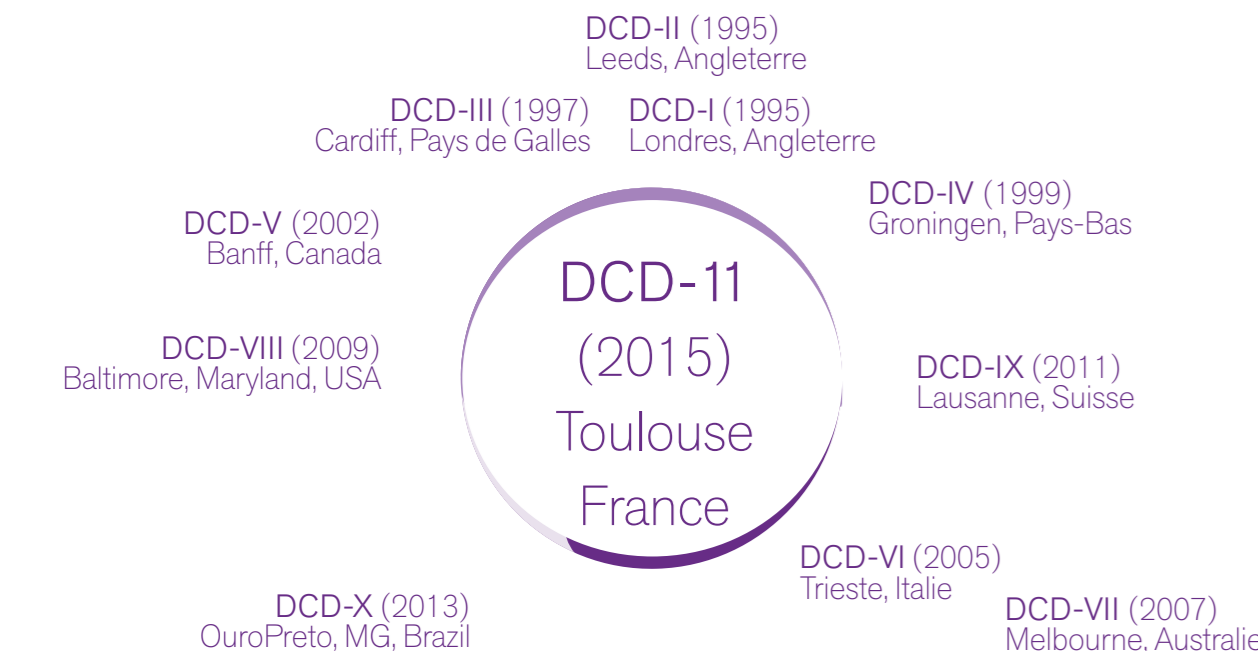 DCD-II (1995)
Leeds, Angleterre
DCD-III (1997)
Cardiff, Pays de Galles
DCD-I (1995)
Londres, Angleterre
DCD-IV (1999)
Groningen, Pays-Bas
DCD-V (2002)
Banff, Canada
DCD-11
(2015)
Toulouse
France
DCD-VIII (2009)
Baltimore, Maryland, USA
DCD-IX (2011)
Lausanne, Suisse
DCD-VI (2005)
Trieste, Italie
DCD-X (2013)
OuroPreto, MG, Brazil
DCD-VII (2007)
Melbourne, Australie